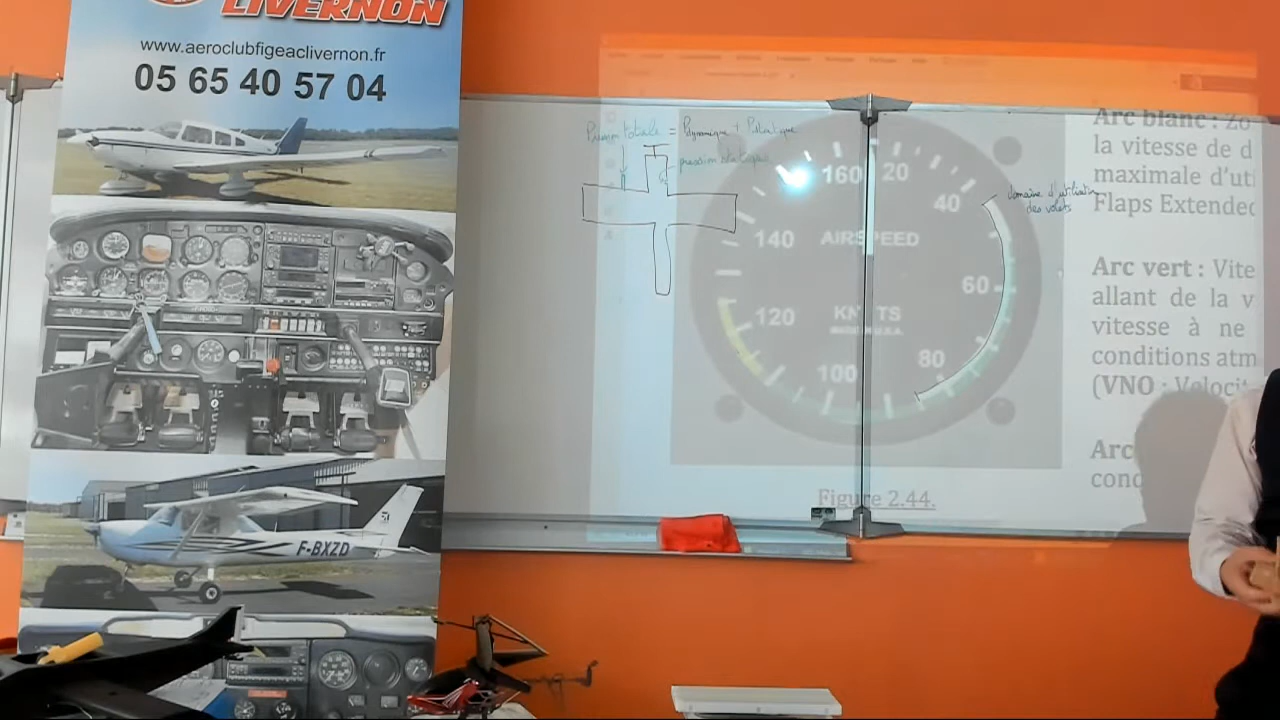 LIVERNON
www.aeroclubfigeaclivernon.fr
05 65 40 57 04
F-BXZD
Pression totale = Pdynamique + Pstatique
pression statique
160
20
140
40
AIRSPEED
60
120
KNOTS
100
80
domaine d'utilisation
des volets
Figure 2.44.
Arc blanc : Zo
la vitesse de d
maximale d'uti
Flaps Extended
Arc vert : Vite
allant de la v
vitesse à ne
conditions atm
(VNO : Velocit
Arc
cond